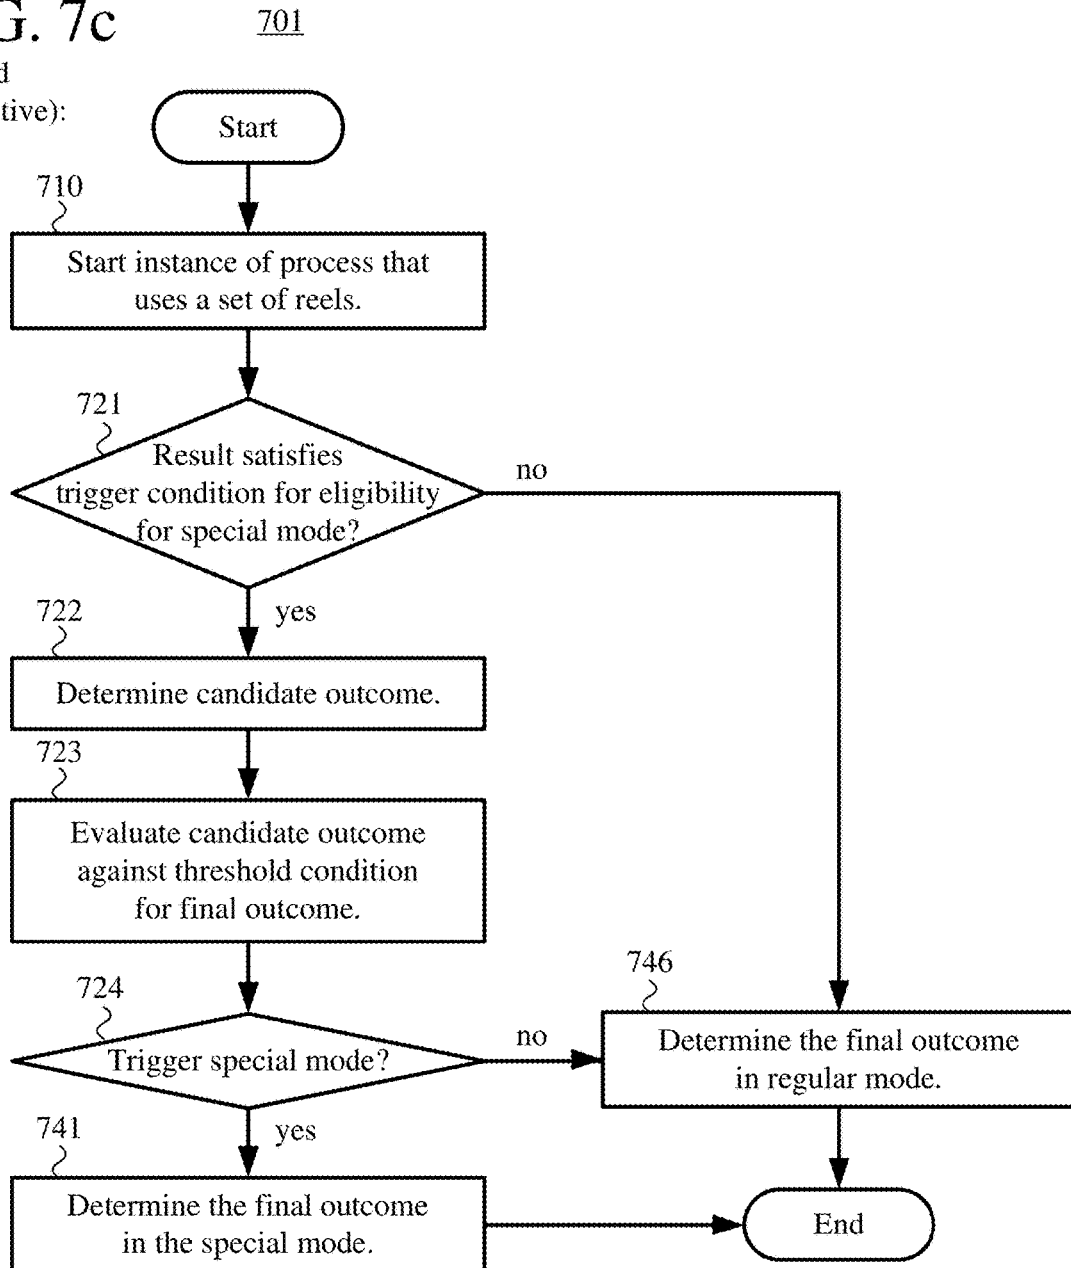 G. 7c
701
d
tive):
Start
710
Start instance of process that
uses a set of reels.
721
Result satisfies
trigger condition for eligibility
for special mode?
no
yes
722
Determine candidate outcome.
723
Evaluate candidate outcome
against threshold condition
for final outcome.
724
Trigger special mode?
no
yes
746
Determine the final outcome
in regular mode.
741
Determine the final outcome
in the special mode.
End